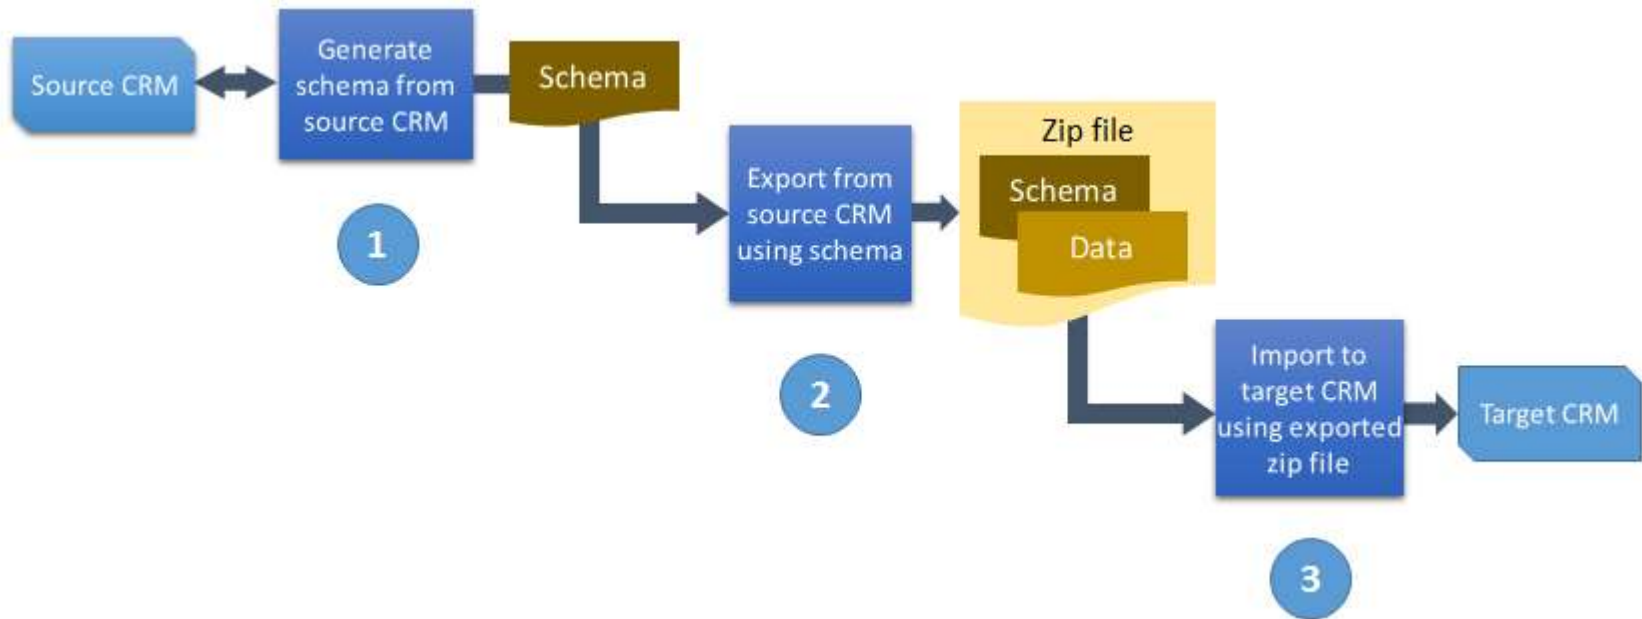 Source CRM
Generate
schema from
source CRM
Schema
1
Export from
source CRM
using schema
2
Zip file
Schema
Data
Import to
target CRM
using exported
zip file
3
Target CRM